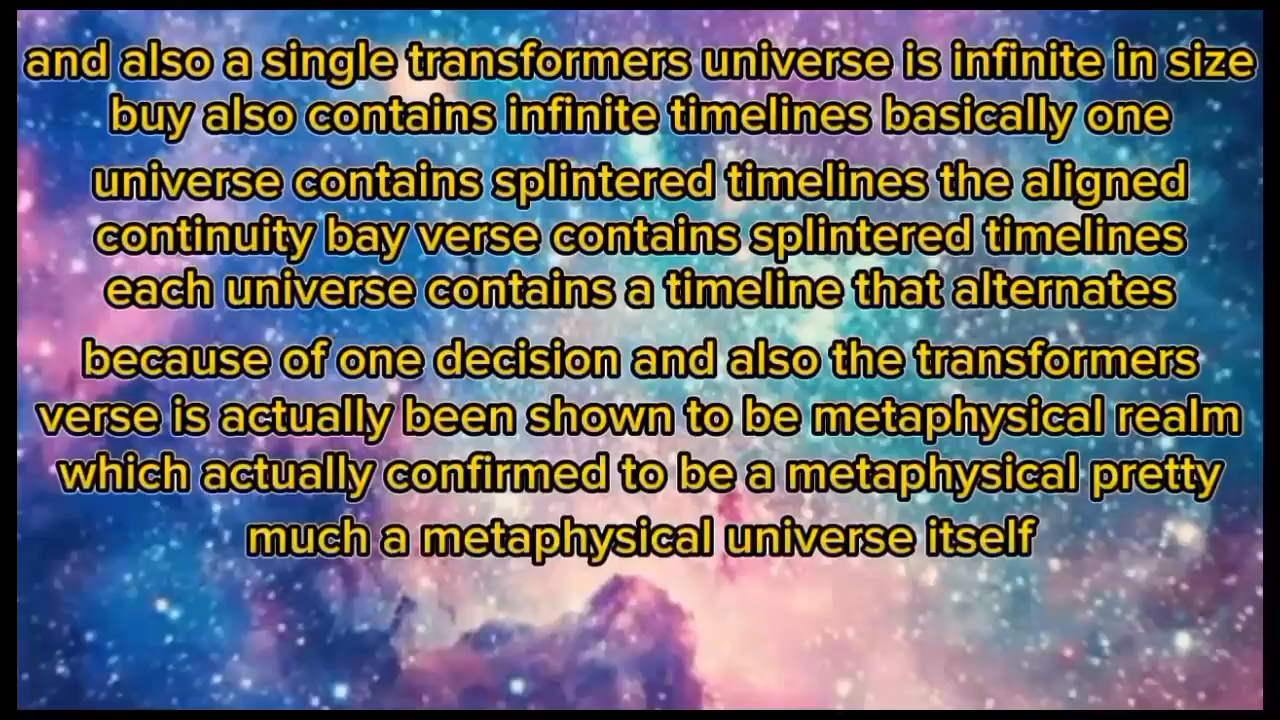 and also a single transformers universe is infinite in size
buy also contains infinite timelines basically one
universe contains splintered timelines the aligned
continuity bay verse contains splintered timelines
each universe contains a timeline that alternates
because of one decision and also the transformers
verse is actually been shown to be metaphysical realm
which actually confirmed to be a metaphysical pretty
much a metaphysical universe itself